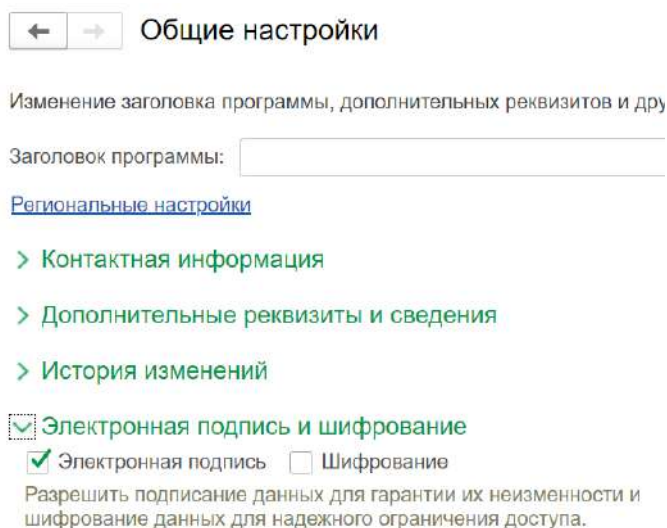 Общие настройки
Изменение заголовка программы, дополнительных реквизитов и дру
Заголовок программы:
Региональные настройки
Контактная информация
Дополнительные реквизиты и сведения
История изменений
Электронная подпись и шифрование
Электронная подпись Шифрование
Разрешить подписание данных для гарантии их неизменности и
шифрование данных для надежного ограничения доступа.